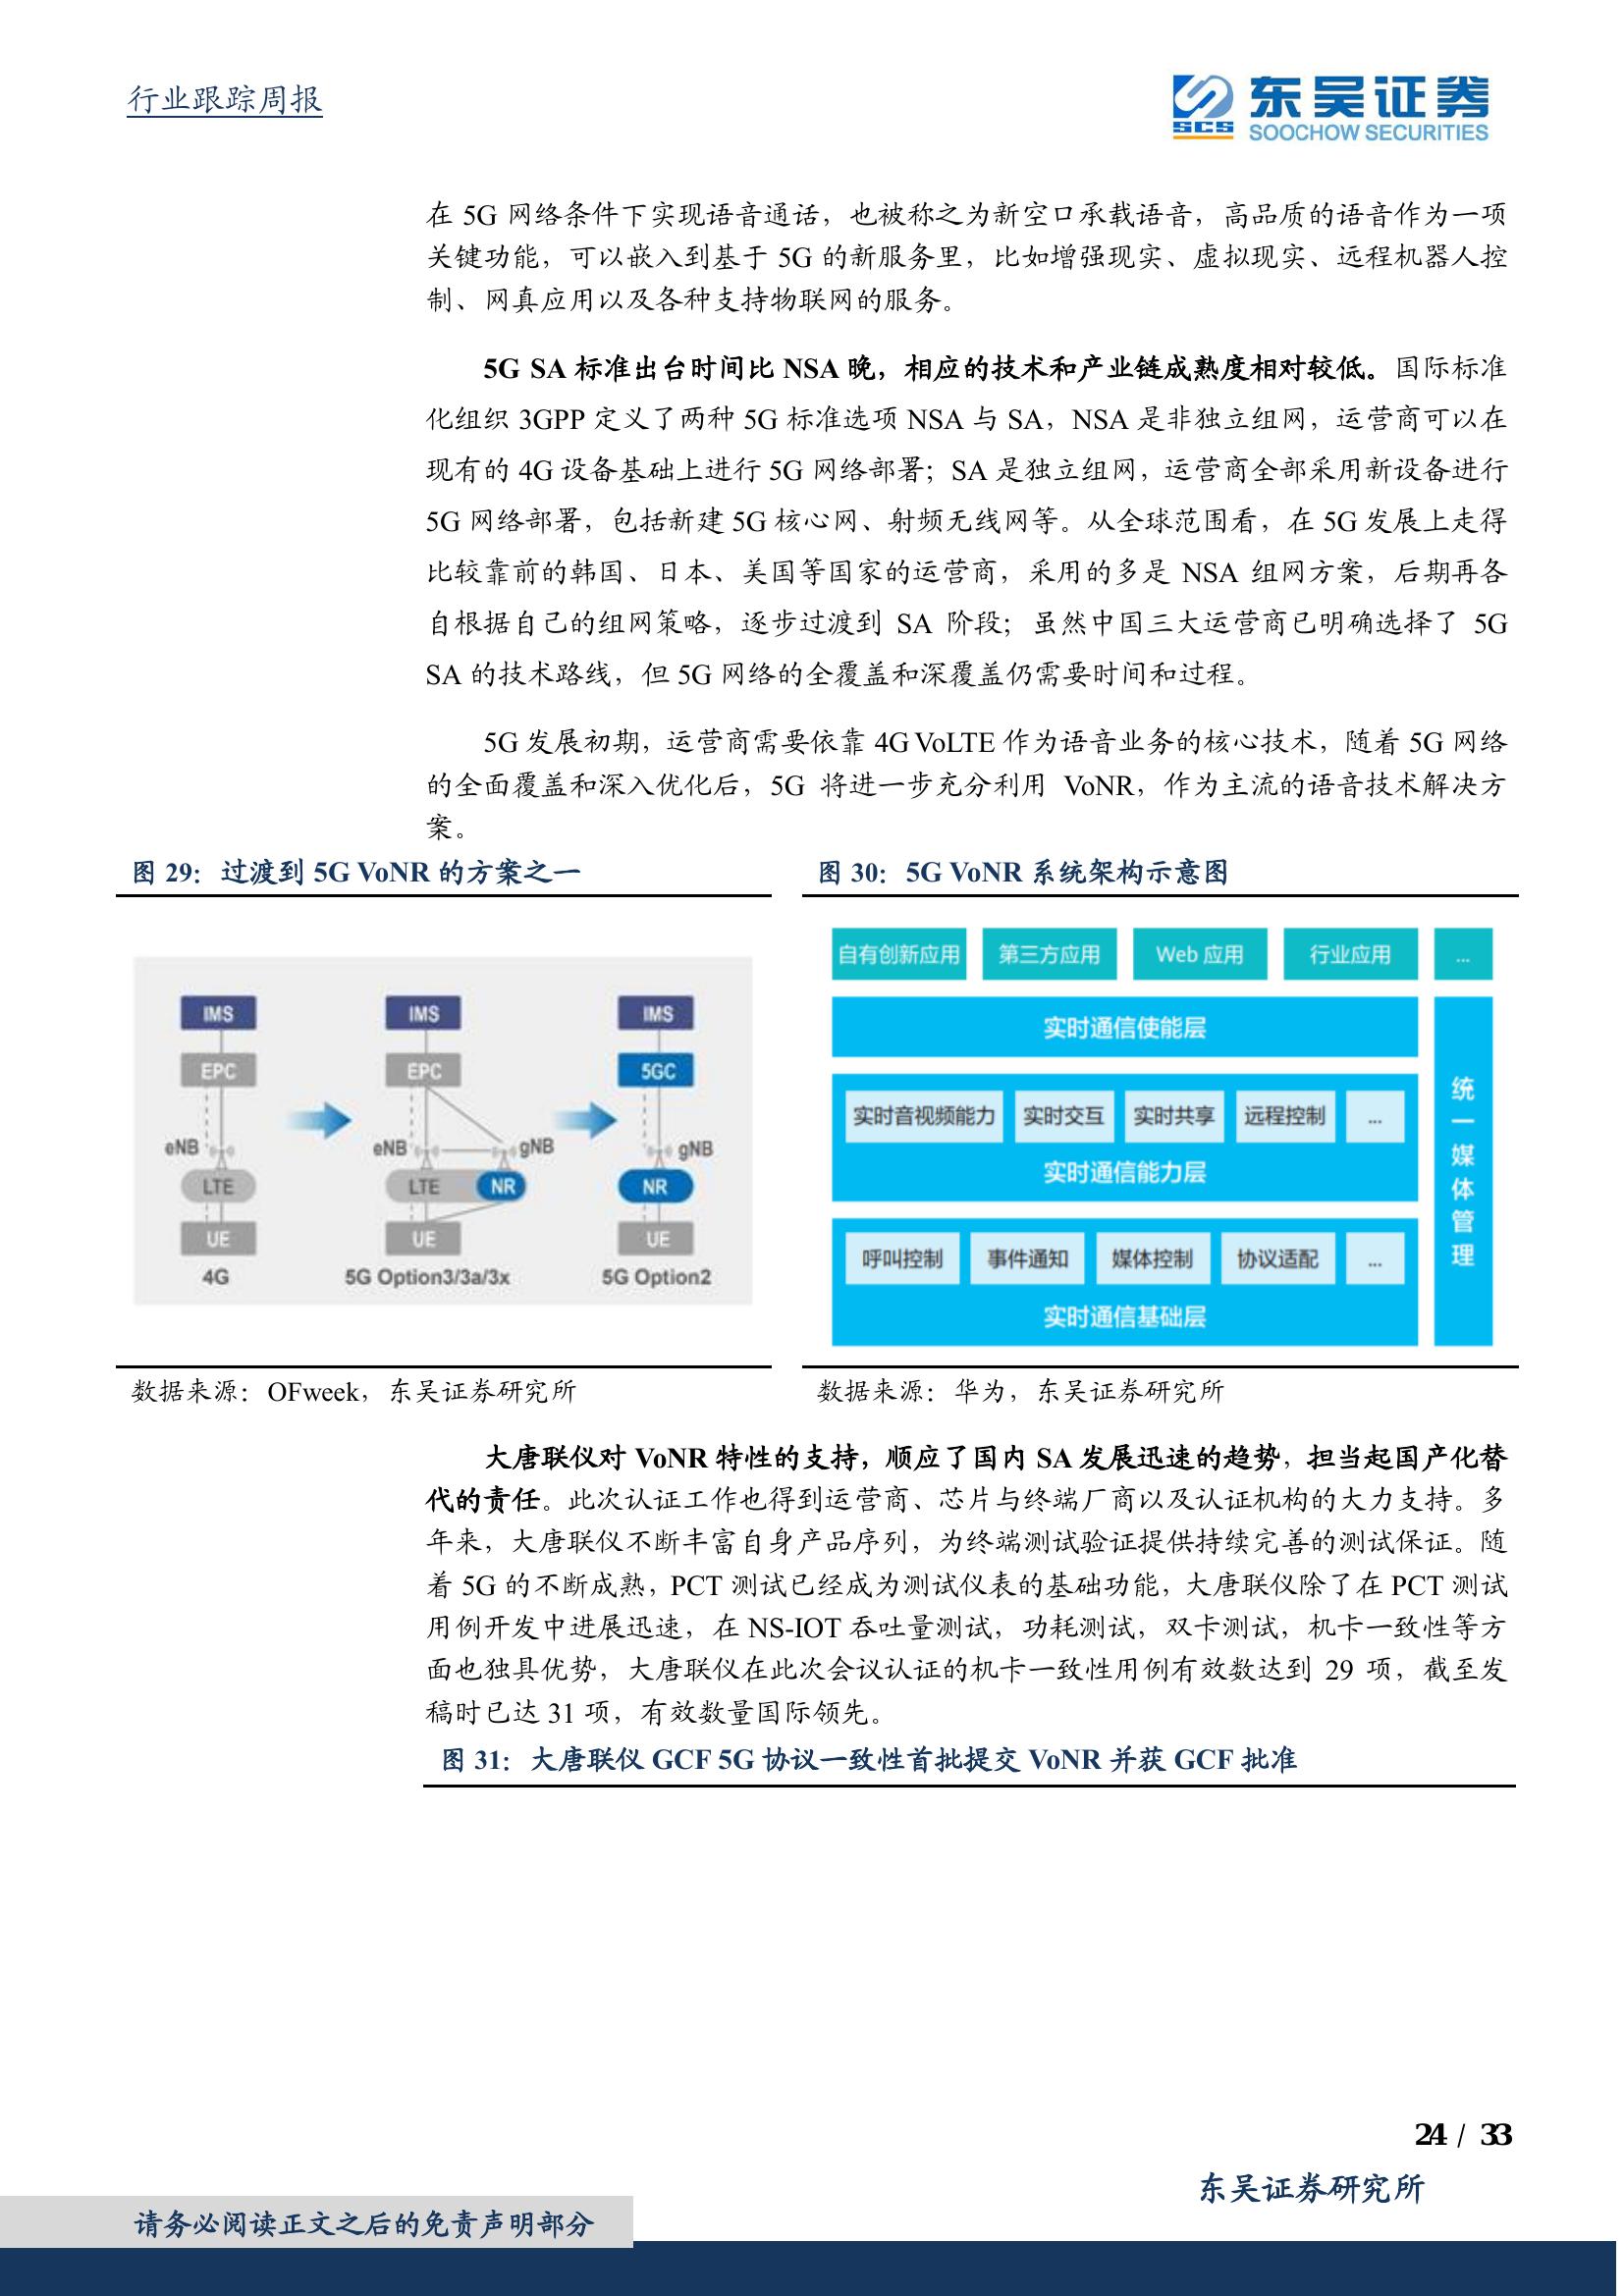 行业跟踪周报
东吴证券
SCS
SOOCHOW SECURITIES
在 5G 网络条件下实现语音通话，也被称之为新空口承载语音，高品质的语音作为一项
关键功能，可以嵌入到基于 5G 的新服务里，比如增强现实、虚拟现实、远程机器人控
制、网真应用以及各种支持物联网的服务。
5G SA 标准出台时间比 NSA 晚，相应的技术和产业链成熟度相对较低。国际标准
化组织 3GPP 定义了两种 5G 标准选项 NSA 与 SA，NSA 是非独立组网，运营商可以在
现有的 4G 设备基础上进行 5G 网络部署；SA 是独立组网，运营商全部采用新设备进行
5G 网络部署，包括新建 5G 核心网、射频无线网等。从全球范围看，在 5G 发展上走得
比较靠前的韩国、日本、美国等国家的运营商，采用的多是 NSA 组网方案，后期再各
自根据自己的组网策略，逐步过渡到 SA 阶段；虽然中国三大运营商已明确选择了 5G
SA 的技术路线，但 5G 网络的全覆盖和深覆盖仍需要时间和过程。
5G 发展初期，运营商需要依靠 4G VoLTE 作为语音业务的核心技术，随着 5G 网络
的全面覆盖和深入优化后，5G 将进一步充分利用 VoNR，作为主流的语音技术解决方
案。
图 29：过渡到 5G VoNR 的方案之一
IMS IMS IMS
EPC EPC 5GC
eNB eNB gNB gNB
LTE LTE NR NR
UE UE UE
4G 5G Option3/3a/3x 5G Option2
数据来源：OFweek，东吴证券研究所
图 30：5G VoNR 系统架构示意图
自有创新应用 第三方应用 Web 应用 行业应用 ...
实时通信使能层
实时音视频能力 实时交互 实时共享 远程控制 ...
实时通信能力层
呼叫控制 事件通知 媒体控制 协议适配 ...
实时通信基础层
统一媒体管理
数据来源：华为，东吴证券研究所
大唐联仪对 VoNR 特性的支持，顺应了国内 SA 发展迅速的趋势，担当起国产化替
代的责任。此次认证工作也得到运营商、芯片与终端厂商以及认证机构的大力支持。多
年来，大唐联仪不断丰富自身产品序列，为终端测试验证提供持续完善的测试保证。随
着 5G 的不断成熟，PCT 测试已经成为测试仪表的基础功能，大唐联仪除了在 PCT 测试
用例开发中进展迅速，在 NS-IOT 吞吐量测试，功耗测试，双卡测试，机卡一致性等方
面也独具优势，大唐联仪在此次会议认证的机卡一致性用例有效数达到 29 项，截至发
稿时已达 31 项，有效数量国际领先。
图 31：大唐联仪 GCF 5G 协议一致性首批提交 VoNR 并获 GCF 批准
24 / 33
东吴证券研究所
请务必阅读正文之后的免责声明部分